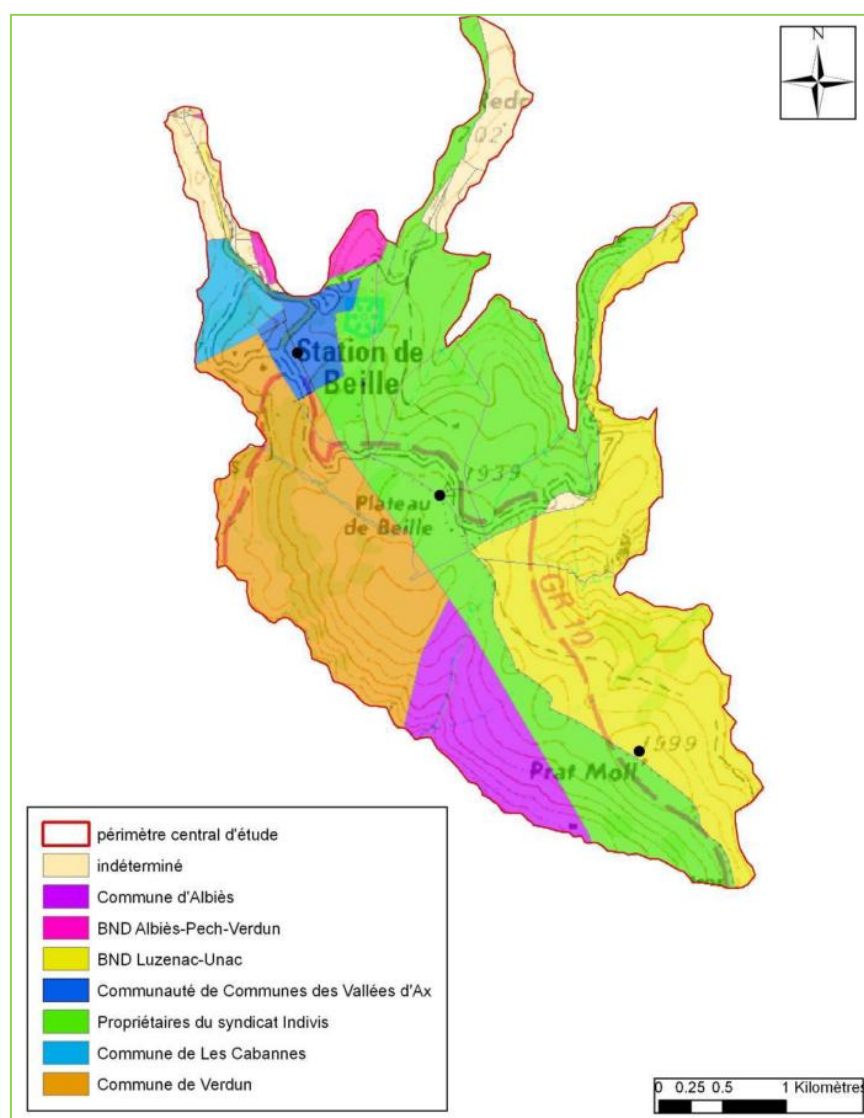 N
702
Station de
Beille
1939
Plateau
de Beille
GR 10
1999
Prat Moll
périmètre central d'étude
indéterminé
Commune d'Albiès
BND Albiès-Pech-Verdun
BND Luzenac-Unac
Communauté de Communes des Vallées d'Ax
Propriétaires du syndicat Indivis
Commune de Les Cabannes
Commune de Verdun
0 0.25 0.5 1 Kilomètres